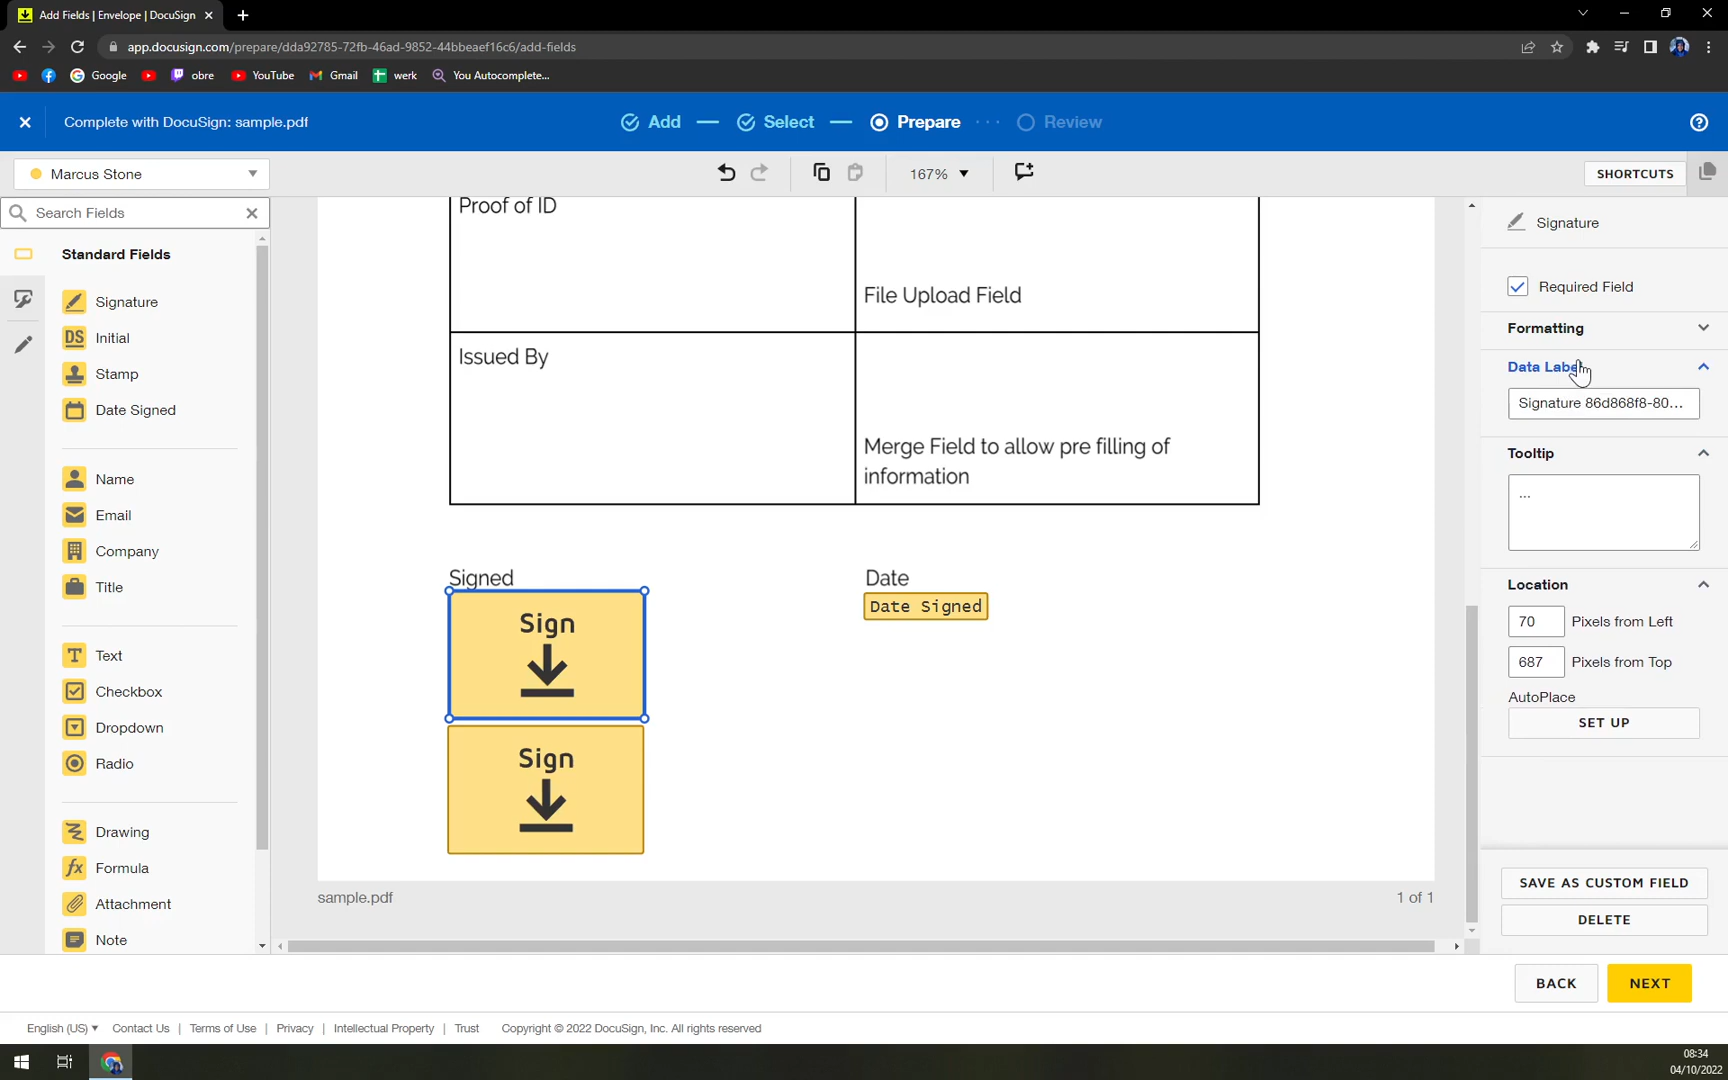 Add Fields | Envelope | DocuSign
app.docusign.com/prepare/dda92785-72fb-46ad-9852-44bbeaef16c6/add-fields
Google
obre
YouTube
Gmail
werk
You Autocomplete...
Complete with DocuSign: sample.pdf
Add
Select
Prepare
Review
Marcus Stone
167%
SHORTCUTS
Search Fields
Standard Fields
Signature
DS Initial
Stamp
Date Signed
Name
Email
Company
Title
T Text
Checkbox
Dropdown
Radio
Drawing
fx Formula
Attachment
Note
Proof of ID
File Upload Field
Issued By
Merge Field to allow pre filling of
information
Signed
Date
Sign
Date Signed
Sign
sample.pdf
1 of 1
Signature
Required Field
Formatting
Data Label
Signature 86d868f8-80...
Tooltip
...
Location
70 Pixels from Left
687 Pixels from Top
AutoPlace
SET UP
SAVE AS CUSTOM FIELD
DELETE
BACK
NEXT
English (US) Contact Us | Terms of Use | Privacy | Intellectual Property | Trust Copyright © 2022 DocuSign, Inc. All rights reserved
08:34
04/10/2022